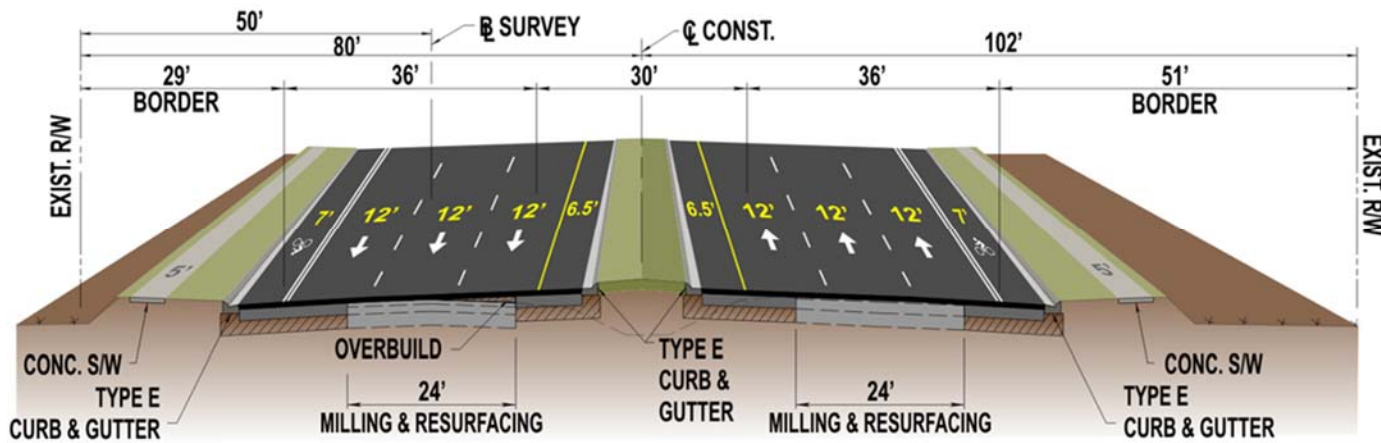 50'
℄ SURVEY
℄ CONST.
80'
102'
29'
36'
30'
36'
51'
BORDER
BORDER
EXIST. R/W
EXIST. R/W
7'
12'
12'
12'
6.5'
6.5'
12'
12'
12'
7'
5'
5'
CONC. S/W
TYPE E
CURB & GUTTER
OVERBUILD
24'
MILLING & RESURFACING
TYPE E
CURB &
GUTTER
24'
MILLING & RESURFACING
CONC. S/W
TYPE E
CURB & GUTTER